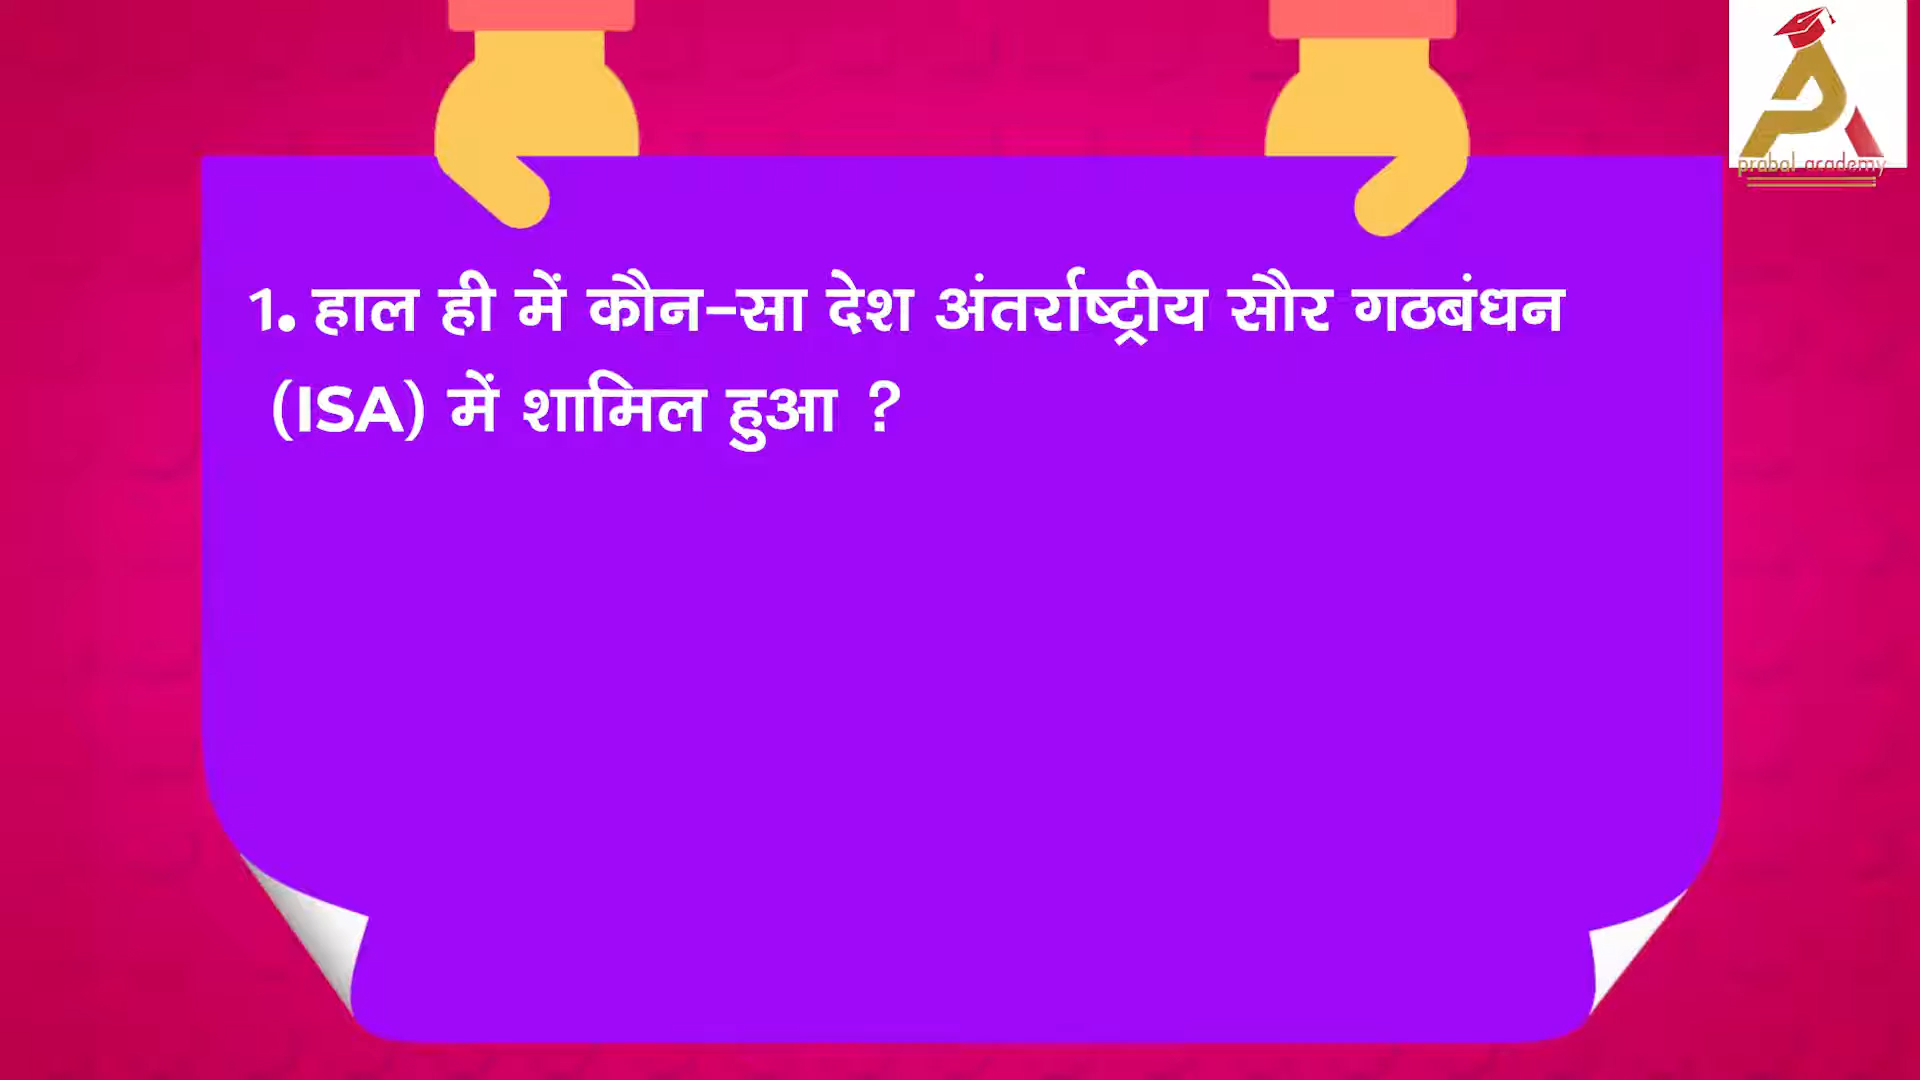 1. हाल ही में कौन-सा देश अंतर्राष्ट्रीय सौर गठबंधन
(ISA) में शामिल हुआ ?
prabal academy